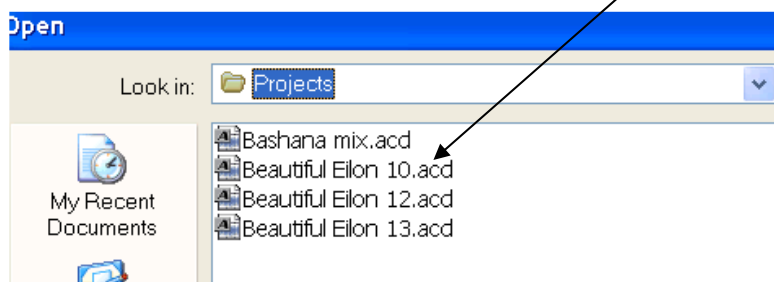 Open
Look in: Projects
Bashana mix.acd
Beautiful Eilon 10.acd
Beautiful Eilon 12.acd
Beautiful Eilon 13.acd
My Recent
Documents